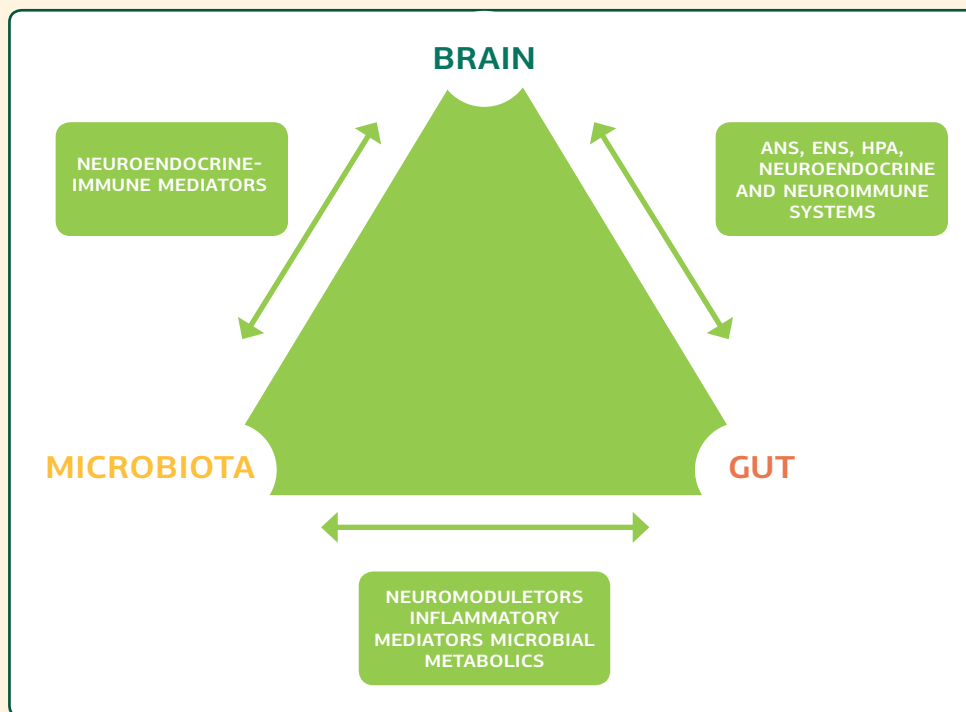 BRAIN
NEUROENDOCRINE-
IMMUNE MEDIATORS
ANS, ENS, HPA,
NEUROENDOCRINE
AND NEUROIMMUNE
SYSTEMS
MICROBIOTA
GUT
NEUROMODULETORS
INFLAMMATORY
MEDIATORS MICROBIAL
METABOLICS